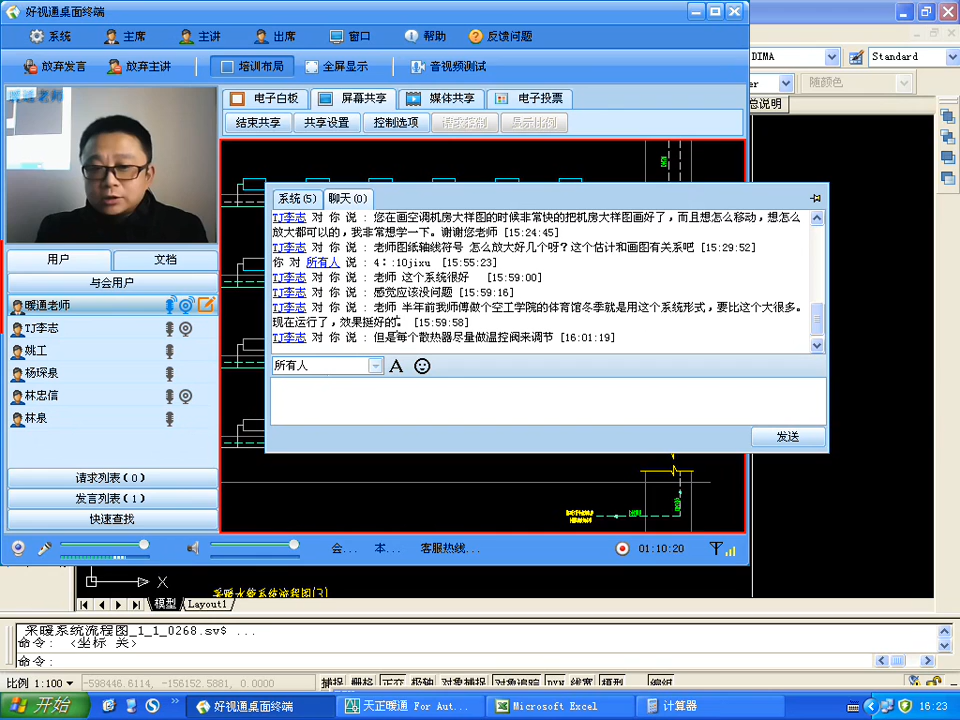 好视通桌面终端
系统 主席 主讲 出席 窗口 帮助 反馈问题
放弃发言 放弃主讲 培训布局 全屏显示 音视频测试
DIMA Standard
随颜色
总说明
暖通老师
电子白板 屏幕共享 媒体共享 电子投票
结束共享 共享设置 控制选项 请求控制 显示比例
系统(5) 聊天(0)
TJ李志 对 你 说 : 您在画空调机房大样图的时候非常快的把机房大样图画好了，而且想怎么移动，想怎么
放大都可以的，我非常想学一下。谢谢您老师 [15:24:45]
TJ李志 对 你 说 : 老师图纸轴线符号 怎么放大好几个呀？这个估计和画图有关系吧 [15:29:52]
你 对 所有人 说 : 4：:10jixu [15:55:23]
TJ李志 对 你 说 : 老师 这个系统很好 [15:59:00]
TJ李志 对 你 说 : 感觉应该没问题 [15:59:16]
TJ李志 对 你 说 : 老师 半年前我师傅做个空工学院的体育馆冬季就是用这个系统形式，要比这个大很多。
现在运行了，效果挺好的。 [15:59:58]
TJ李志 对 你 说 : 但是每个散热器尽量做温控阀来调节 [16:01:19]
所有人 A
发送
用户 文档
与会用户
暖通老师
TJ李志
姚工
杨琛泉
林忠信
林泉
请求列表(0)
发言列表(1)
快速查找
会... 本... 客服热线... 01:10:20
X
采暖水系统流程图(3)
模型 Layout1
采暖系统流程图_1_1_0268.sv$ ...
命令: <坐标 关>
命令:
比例 1:100 -598446.6114, -156152.5881, 0.0000 捕捉 栅格 正交 极轴 对象捕捉 对象追踪 DYN 线宽 模型 编组
开始 好视通桌面终端 天正暖通 For Aut... Microsoft Excel 计算器 16:23